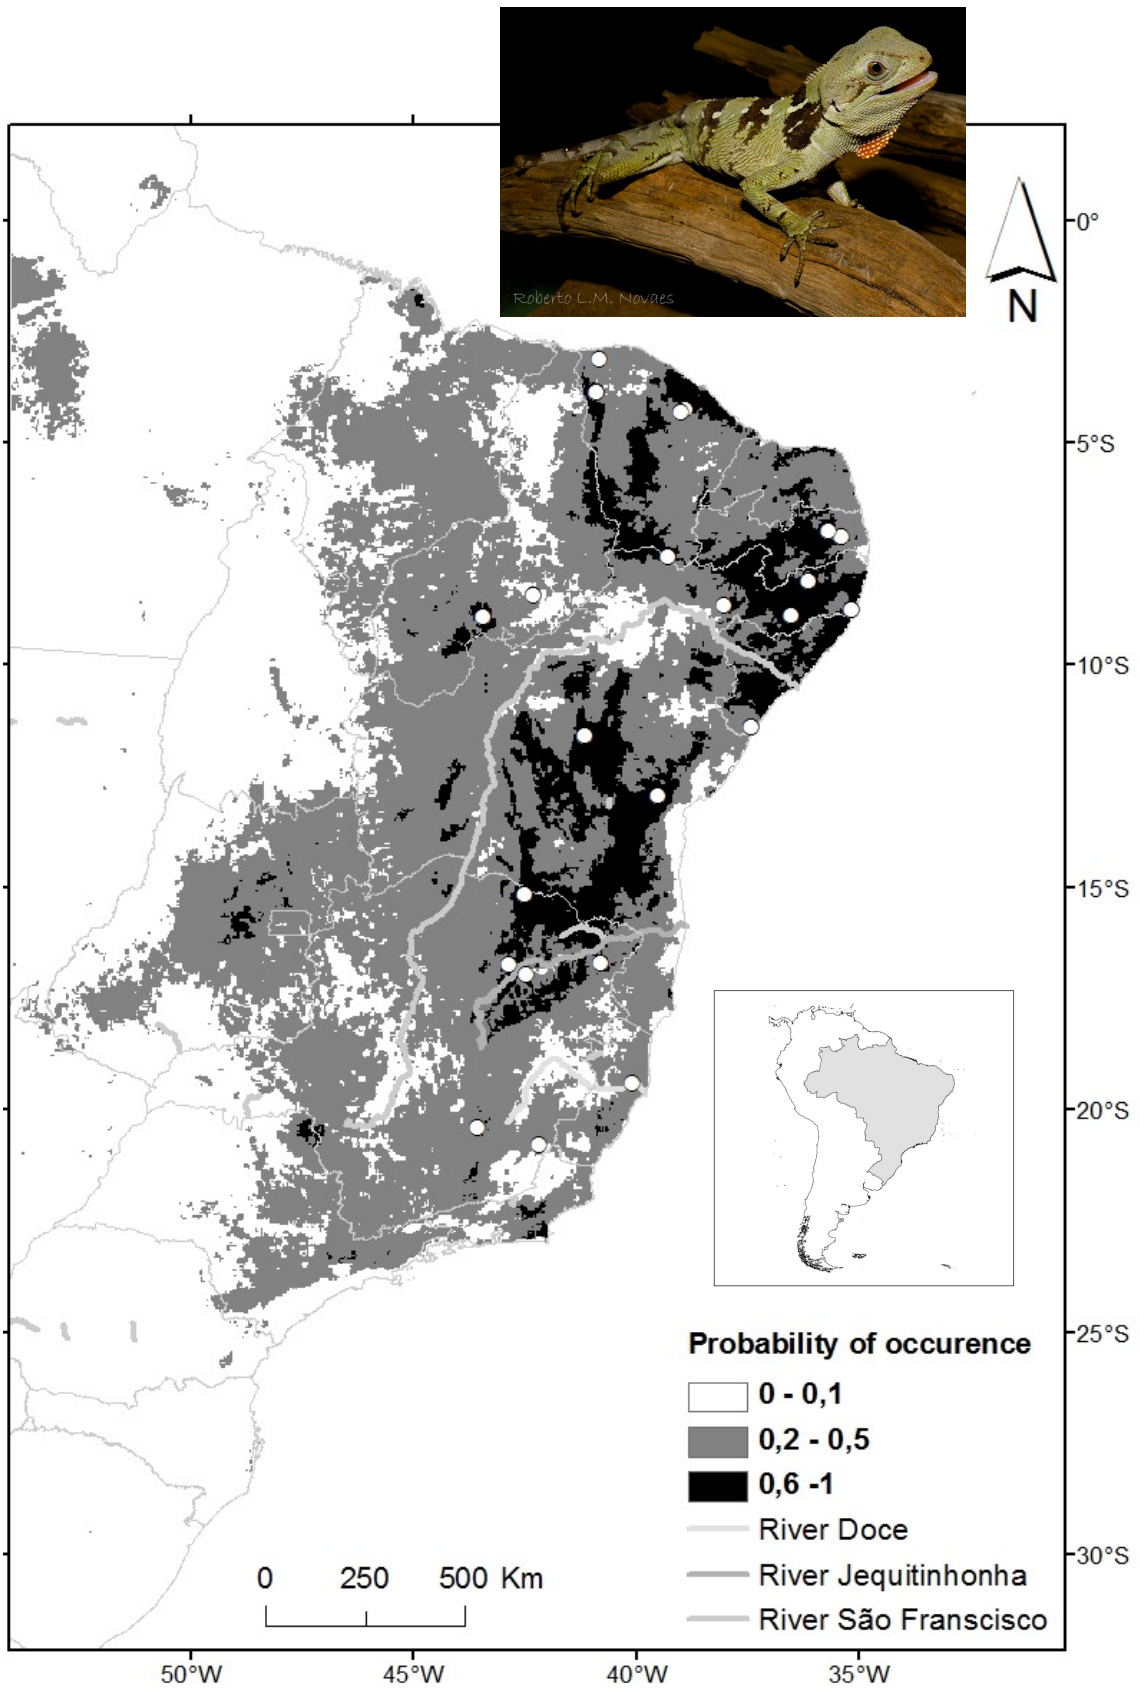 Roberto L.M. Novaes
N
0°
5°S
10°S
15°S
20°S
25°S
30°S
Probability of occurence
0 - 0,1
0,2 - 0,5
0,6 -1
River Doce
River Jequitinhonha
River São Franscisco
0 250 500 Km
50°W 45°W 40°W 35°W